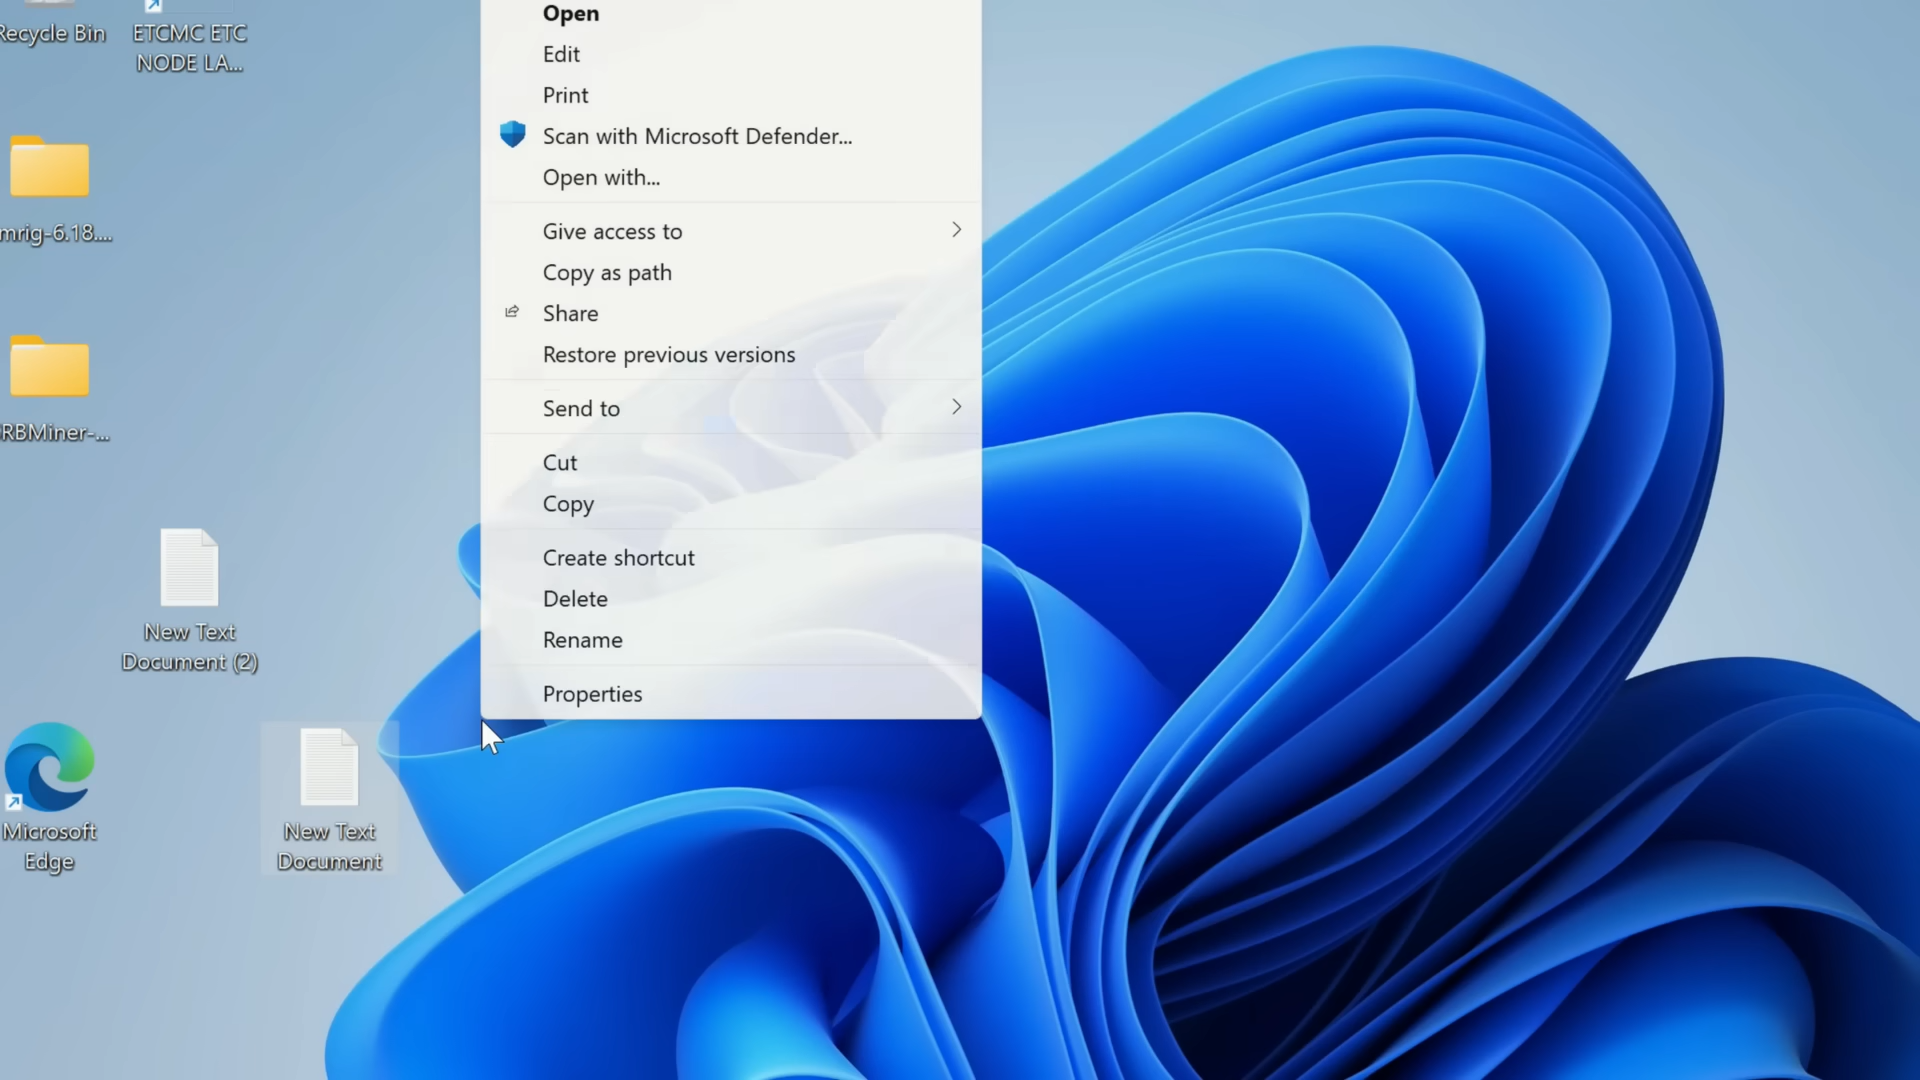 Recycle Bin
ETCMC ETC
NODE LA...
mrig-6.18....
RBMiner-...
New Text
Document (2)
Microsoft
Edge
New Text
Document
Open
Edit
Print
Scan with Microsoft Defender...
Open with...
Give access to
Copy as path
Share
Restore previous versions
Send to
Cut
Copy
Create shortcut
Delete
Rename
Properties